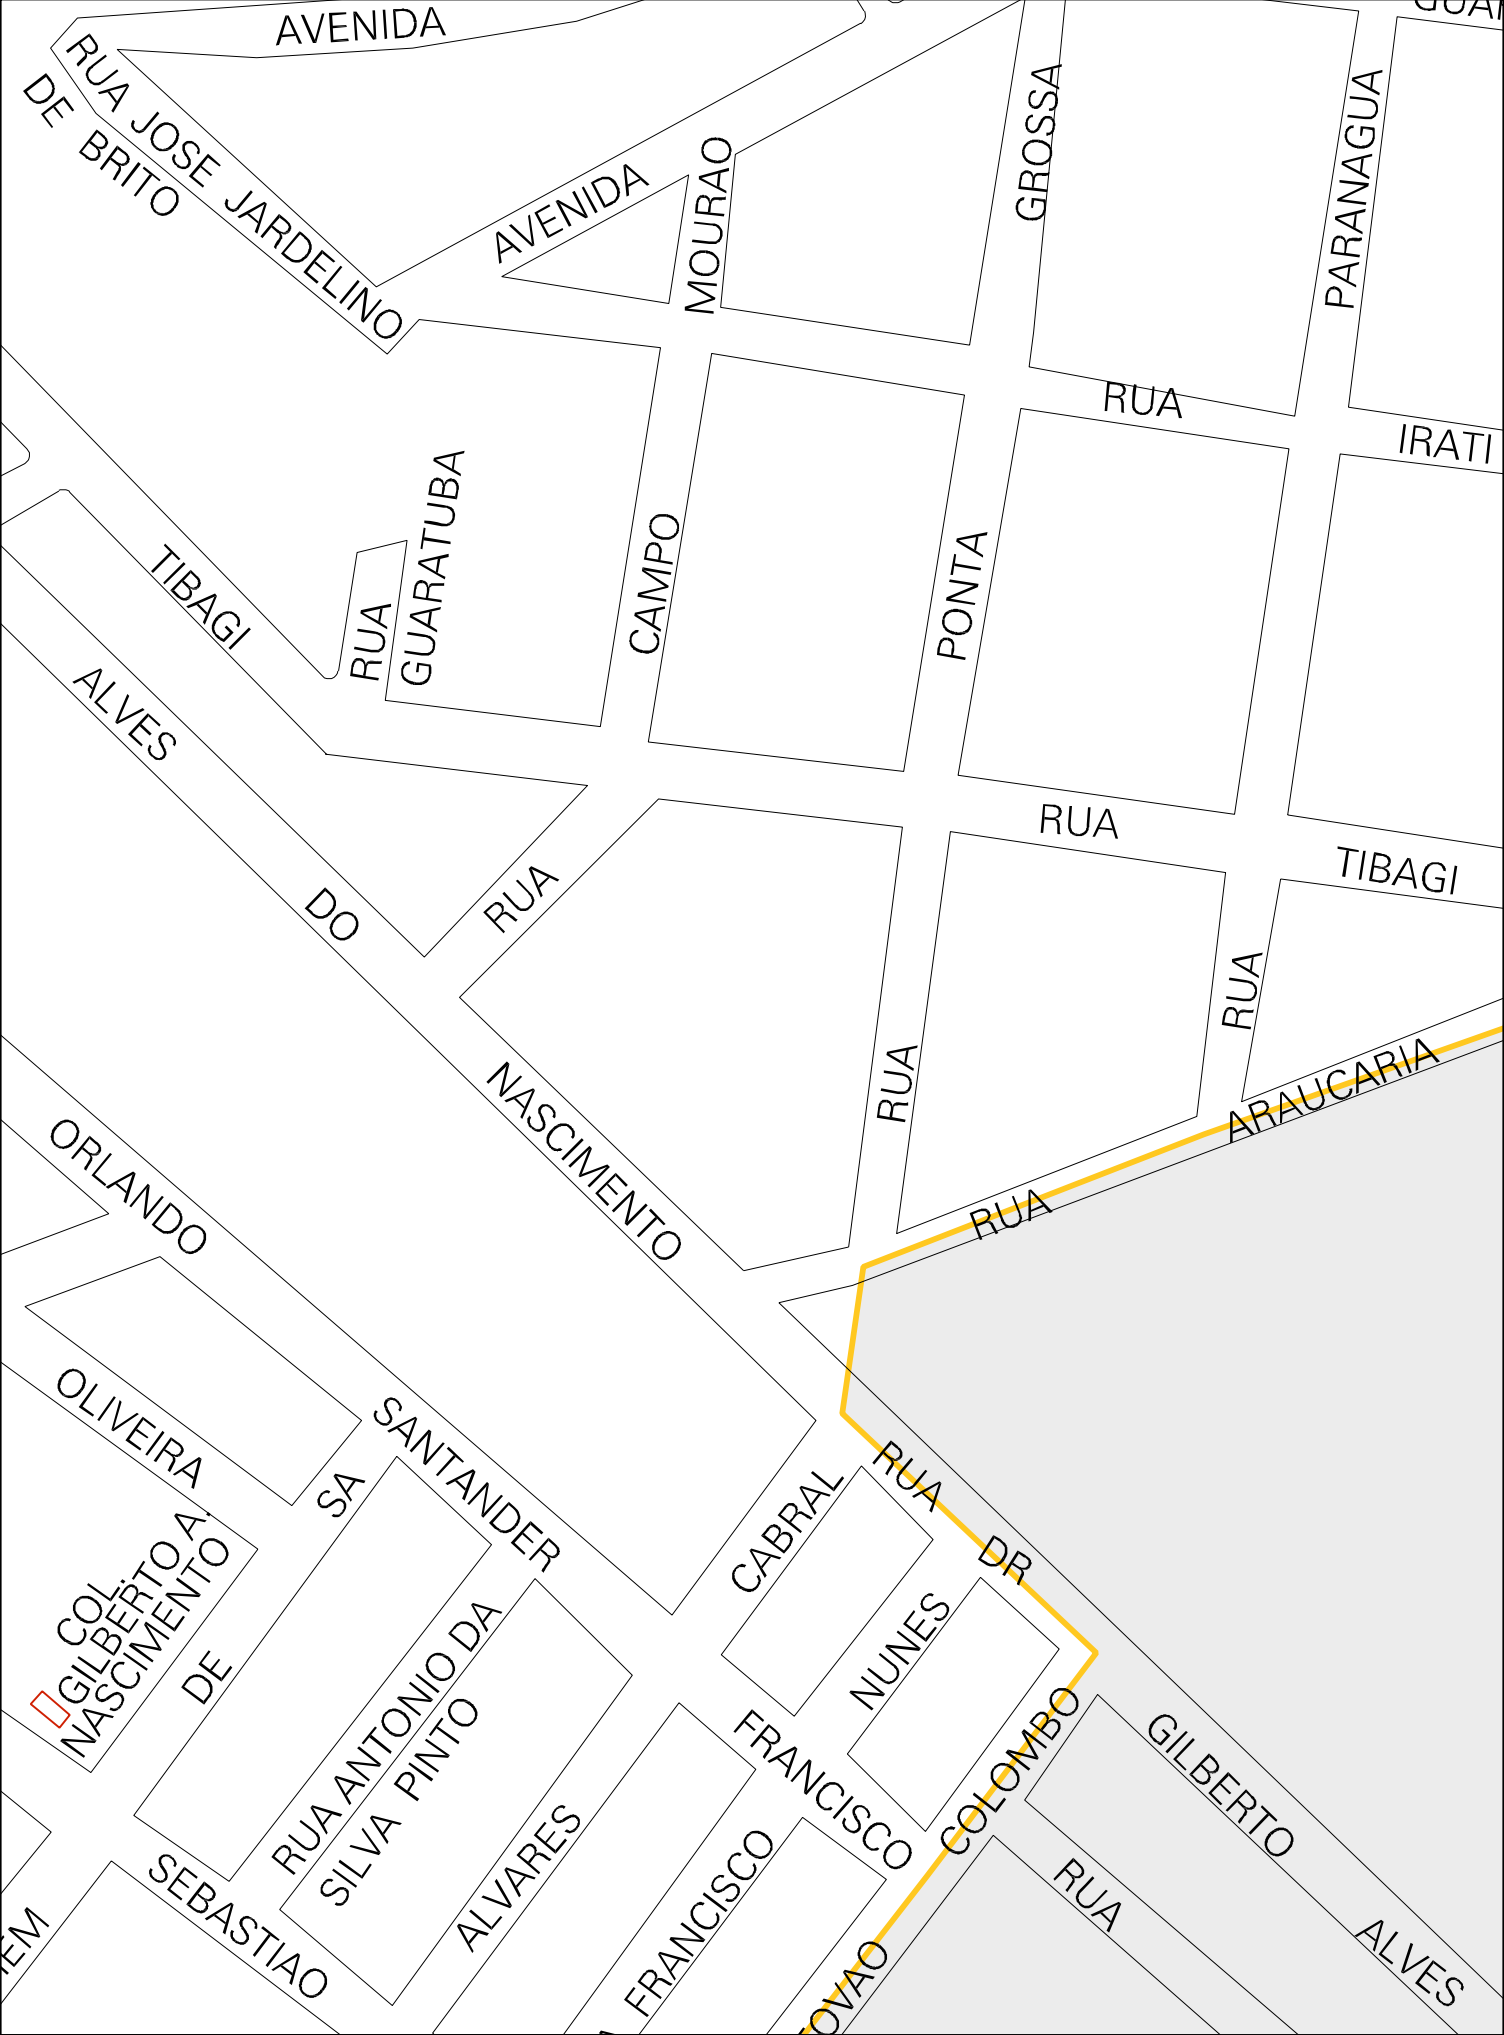 AVENIDA
RUA JOSE JARDELINO
DE BRITO
AVENIDA
MOURAO
GROSSA
PARANAGUA
RUA
IRATI
GUARATUBA
RUA
CAMPO
PONTA
TIBAGI
ALVES
RUA
TIBAGI
DO
RUA
RUA
RUA
NASCIMENTO
ARAUCARIA
RUA
ORLANDO
OLIVEIRA
SANTANDER
SA
CABRAL
RUA
DR
COL.
GILBERTO A.
NASCIMENTO
DE
RUA ANTONIO DA
SILVA PINTO
NUNES
FRANCISCO
COLOMBO
GILBERTO
ALVARES
FRANCISCO
RUA
SEBASTIAO
ALVES
OVAO
EM